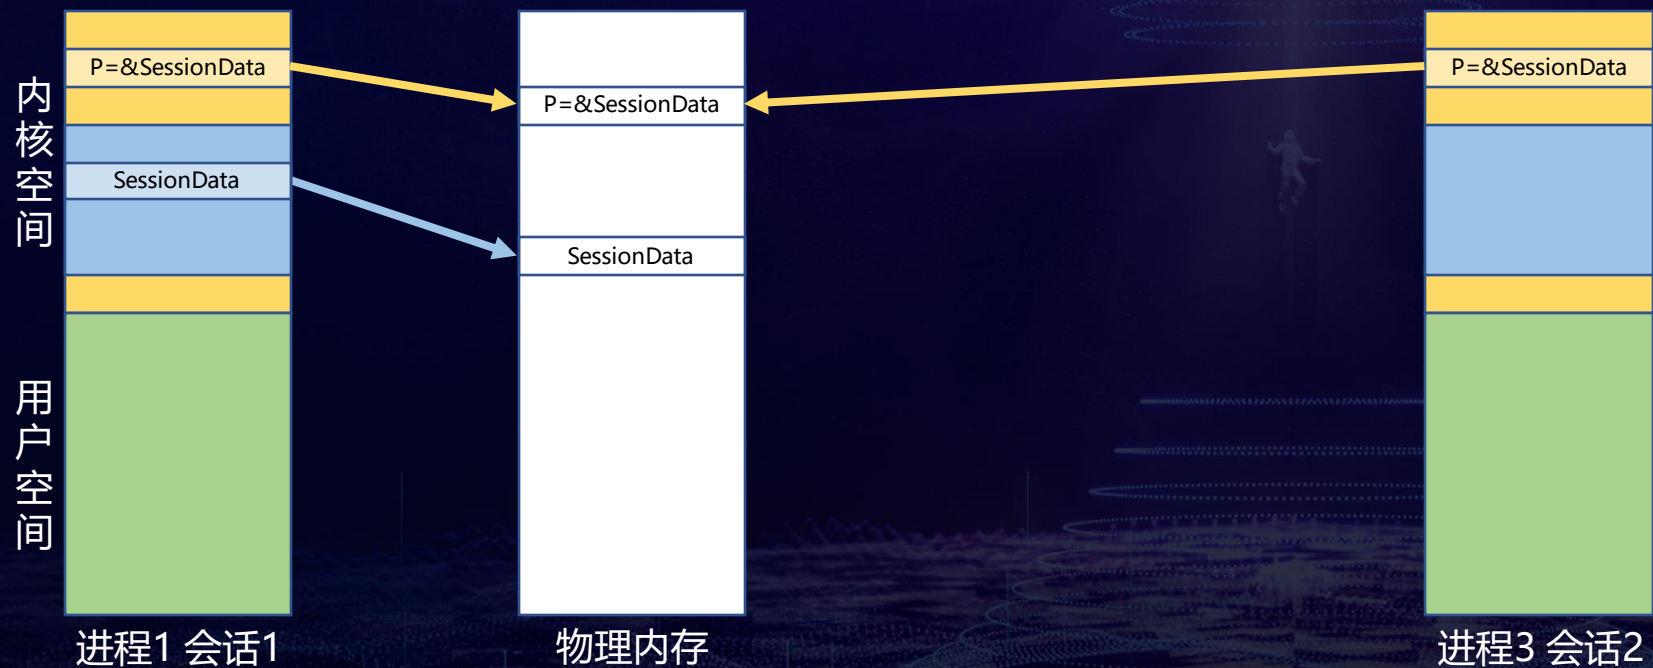 内核空间
用户空间
P=&SessionData
SessionData
进程1 会话1
P=&SessionData
SessionData
物理内存
P=&SessionData
进程3 会话2